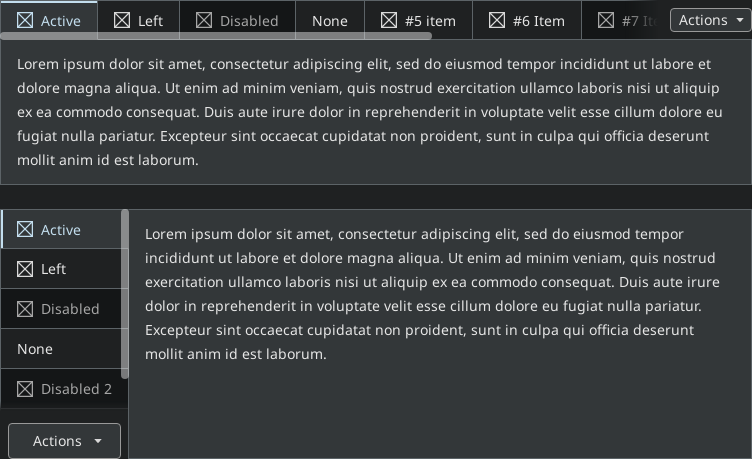 Active Left Disabled None #5 item #6 Item #7 Actions
Lorem ipsum dolor sit amet, consectetur adipiscing elit, sed do eiusmod tempor incididunt ut labore et
dolore magna aliqua. Ut enim ad minim veniam, quis nostrud exercitation ullamco laboris nisi ut aliquip
ex ea commodo consequat. Duis aute irure dolor in reprehenderit in voluptate velit esse cillum dolore eu
fugiat nulla pariatur. Excepteur sint occaecat cupidatat non proident, sunt in culpa qui officia deserunt
mollit anim id est laborum.
Active
Left
Disabled
None
Disabled 2
Actions
Lorem ipsum dolor sit amet, consectetur adipiscing elit, sed do eiusmod tempor
incididunt ut labore et dolore magna aliqua. Ut enim ad minim veniam, quis nostrud
exercitation ullamco laboris nisi ut aliquip ex ea commodo consequat. Duis aute irure
dolor in reprehenderit in voluptate velit esse cillum dolore eu fugiat nulla pariatur.
Excepteur sint occaecat cupidatat non proident, sunt in culpa qui officia deserunt
mollit anim id est laborum.